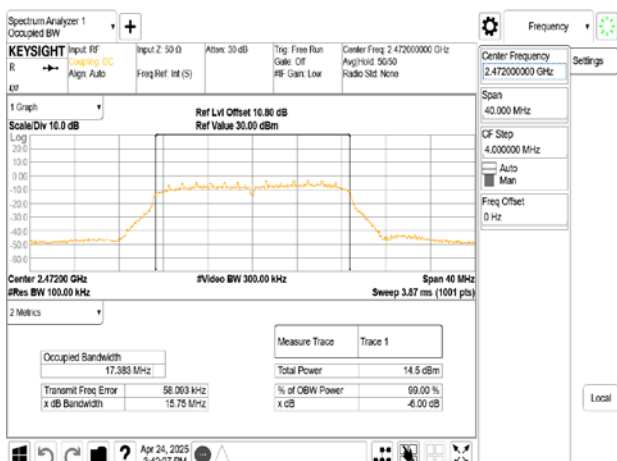 Spectrum Analyzer 1
Occupied BW
Frequency
KEYSIGHT
Input: RF
Coupling: DC
Align: Auto
Input Z: 50 Ω
Freq Ref: Int (S)
Atten: 30 dB
Trig: Free Run
Gate: Off
#IF Gain: Low
Center Freq: 2.472000000 GHz
Avg|Hold: 50/50
Radio Std: None
R
Center Frequency
2.472000000 GHz
Settings
Span
40.000 MHz
CF Step
4.000000 MHz
Auto
Man
Freq Offset
0 Hz
Local
1 Graph
Scale/Div 10.0 dB
Ref Lvl Offset 10.80 dB
Ref Value 30.00 dBm
Log
20.0
10.0
0.00
-10.0
-20.0
-30.0
-40.0
-50.0
-60.0
Center 2.47200 GHz
#Video BW 300.00 kHz
Span 40 MHz
#Res BW 100.00 kHz
Sweep 3.87 ms (1001 pts)
2 Metrics
Measure Trace
Trace 1
Occupied Bandwidth
17.383 MHz
Total Power
14.5 dBm
Transmit Freq Error
58.093 kHz
% of OBW Power
99.00 %
x dB Bandwidth
15.75 MHz
x dB
-6.00 dB
?
Apr 24, 2025